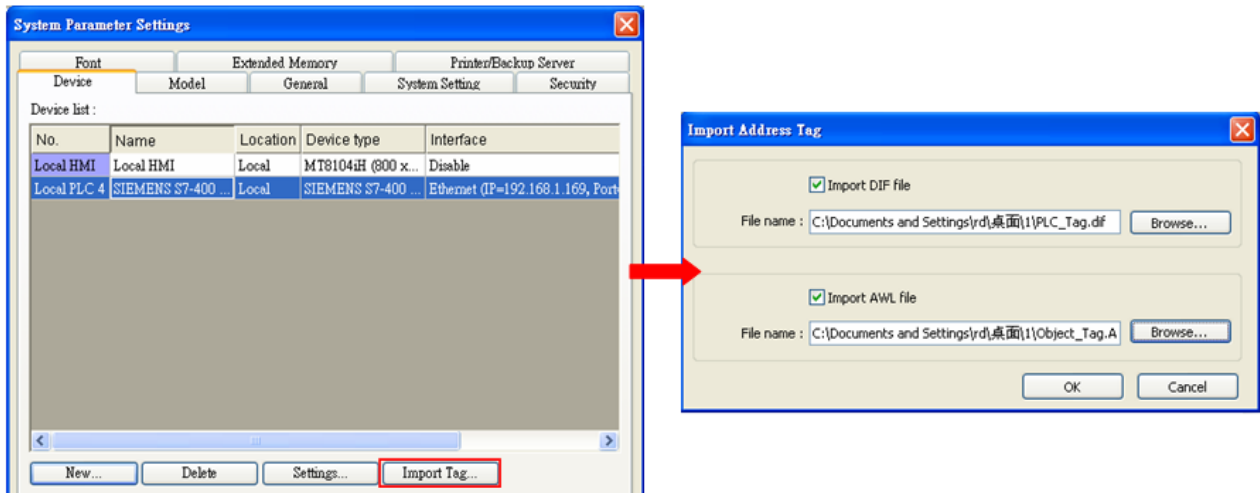 System Parameter Settings
Font Extended Memory Printer/Backup Server
Device Model General System Setting Security
Device list :
No. Name Location Device type Interface
Local HMI Local HMI Local MT8104iH (800 x... Disable
Local PLC 4 SIEMENS S7-400 ... Local SIEMENS S7-400 ... Ethernet (IP=192.168.1.169, Port
New... Delete Settings... Import Tag...
Import Address Tag
Import DIF file
File name : C:\Documents and Settings\rd\桌面\1\PLC_Tag.dif Browse...
Import AWL file
File name : C:\Documents and Settings\rd\桌面\1\Object_Tag.A Browse...
OK Cancel